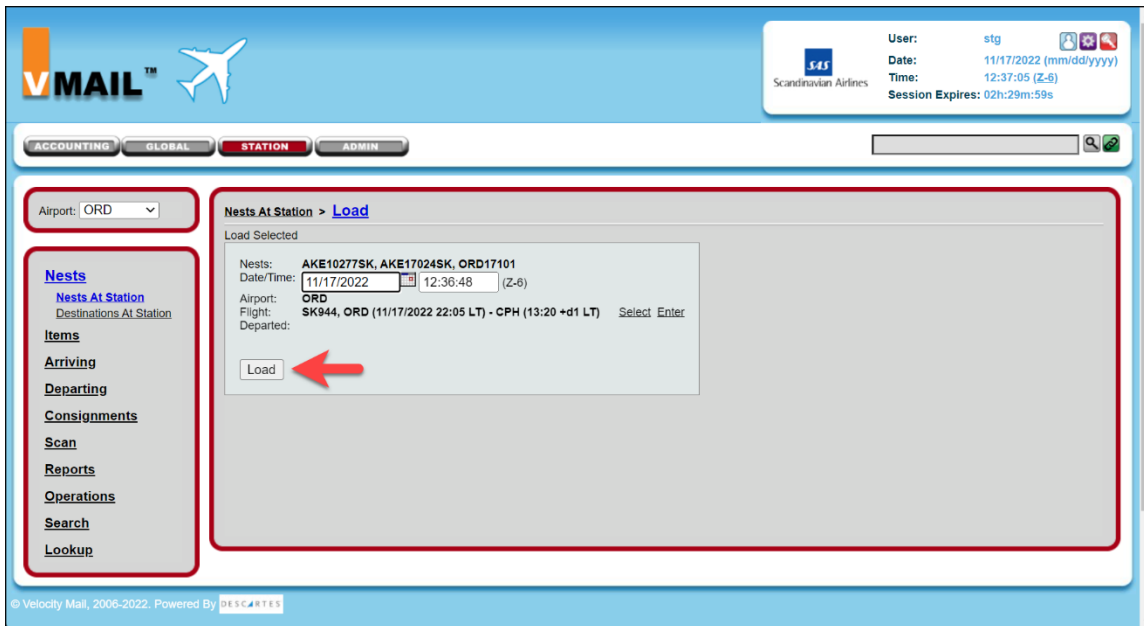 vMAIL™
SAS
Scandinavian Airlines
User: stg
Date: 11/17/2022 (mm/dd/yyyy)
Time: 12:37:05 (Z-6)
Session Expires: 02h:29m:59s
ACCOUNTING GLOBAL STATION ADMIN
Airport: ORD
Nests
Nests At Station
Destinations At Station
Items
Arriving
Departing
Consignments
Scan
Reports
Operations
Search
Lookup
Nests At Station > Load
Load Selected
Nests: AKE10277SK, AKE17024SK, ORD17101
Date/Time: 11/17/2022 12:36:48 (Z-6)
Airport: ORD
Flight: SK944, ORD (11/17/2022 22:05 LT) - CPH (13:20 +d1 LT) Select Enter
Departed:
Load
© Velocity Mail, 2006-2022. Powered By DESCARTES